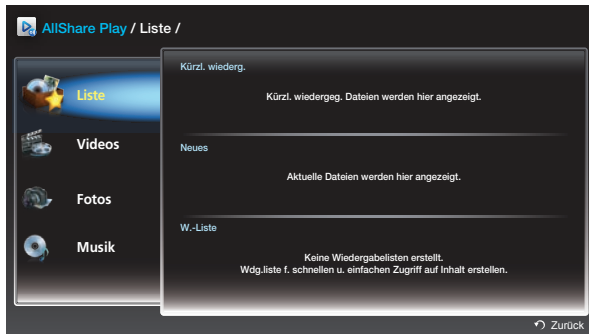 AllShare Play / Liste /
Liste
Videos
Fotos
Musik
Kürzl. wiederg.
Kürzl. wiedergeg. Dateien werden hier angezeigt.
Neues
Aktuelle Dateien werden hier angezeigt.
W.-Liste
Keine Wiedergabelisten erstellt.
Wdg.liste f. schnellen u. einfachen Zugriff auf Inhalt erstellen.
Zurück